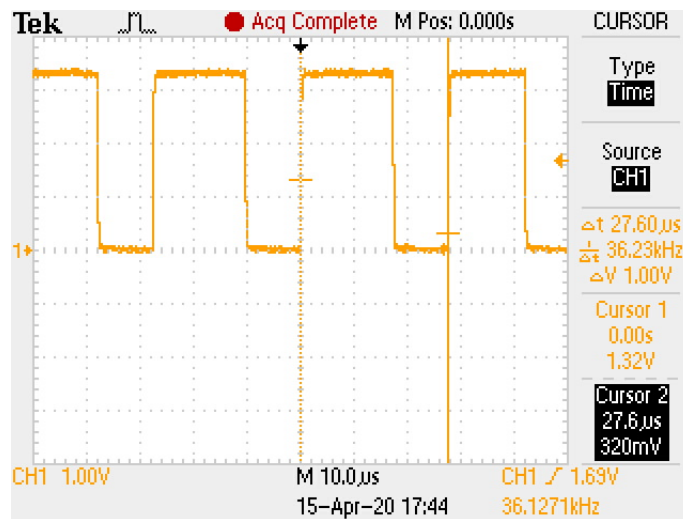 Tek Acq Complete M Pos: 0.000s CURSOR
Type
Time
Source
CH1
△t 27.60µs
1/△t 36.23kHz
△V 1.00V
Cursor 1
0.00s
1.32V
Cursor 2
27.6µs
320mV
1
CH1 1.00V M 10.0µs CH1 1.69V
15-Apr-20 17:44 36.1271kHz